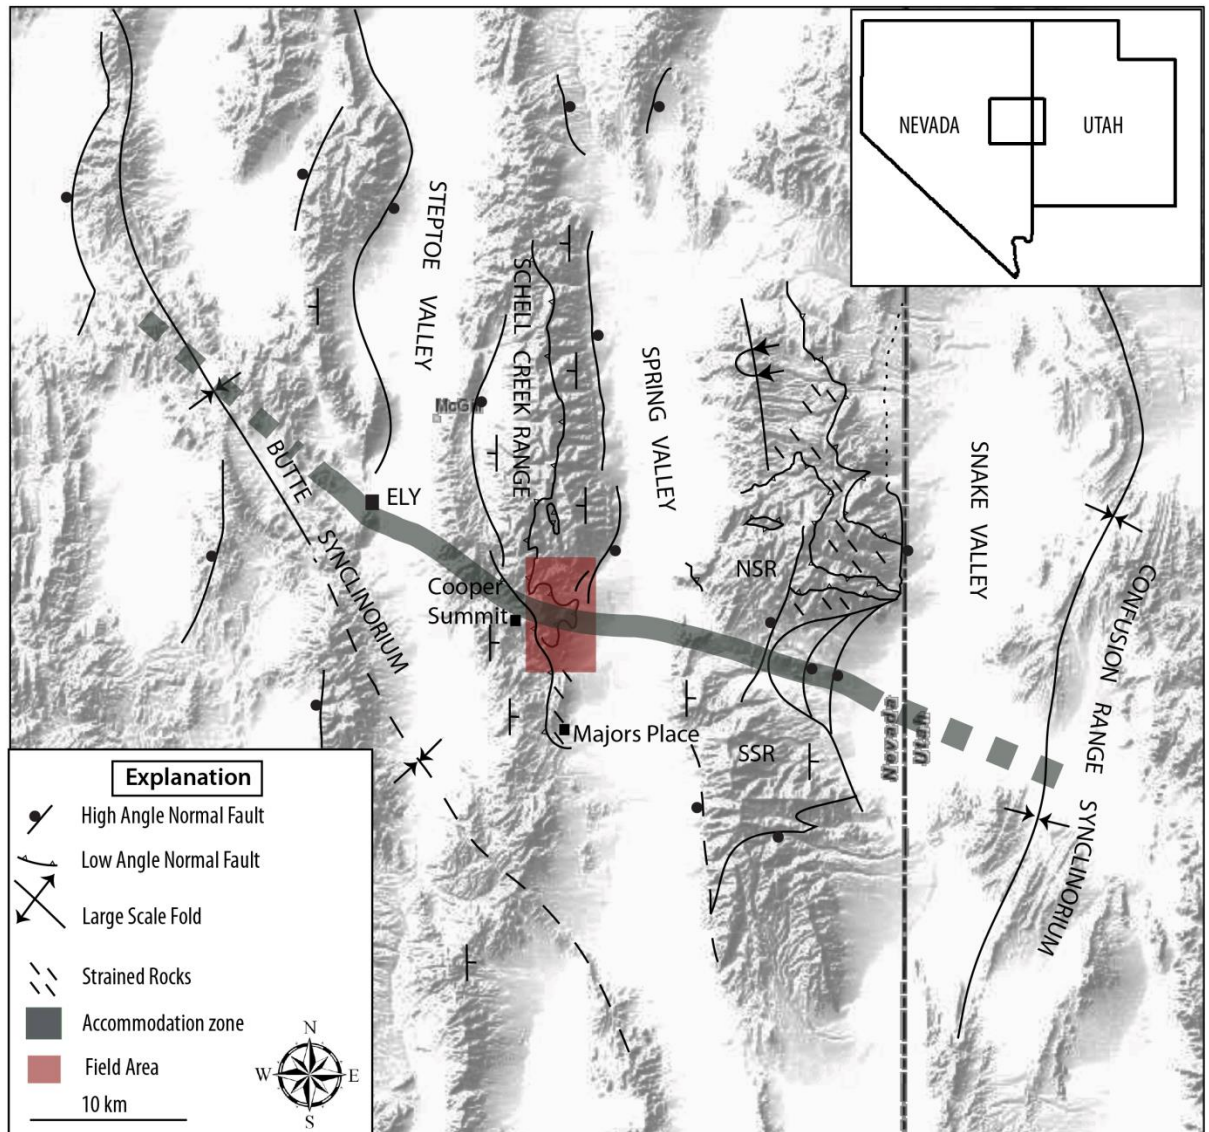 NEVADA
UTAH
STEPTOE VALLEY
SCHELL CREEK RANGE
SPRING VALLEY
McGill
SNAKE VALLEY
BUTTE SYNCLINORIUM
ELY
Cooper
Summit
NSR
CONFUSION RANGE SYNCLINORIUM
Majors Place
SSR
Nevada
Utah
Explanation
High Angle Normal Fault
Low Angle Normal Fault
Large Scale Fold
Strained Rocks
Accommodation zone
Field Area
10 km
N
W
E
S